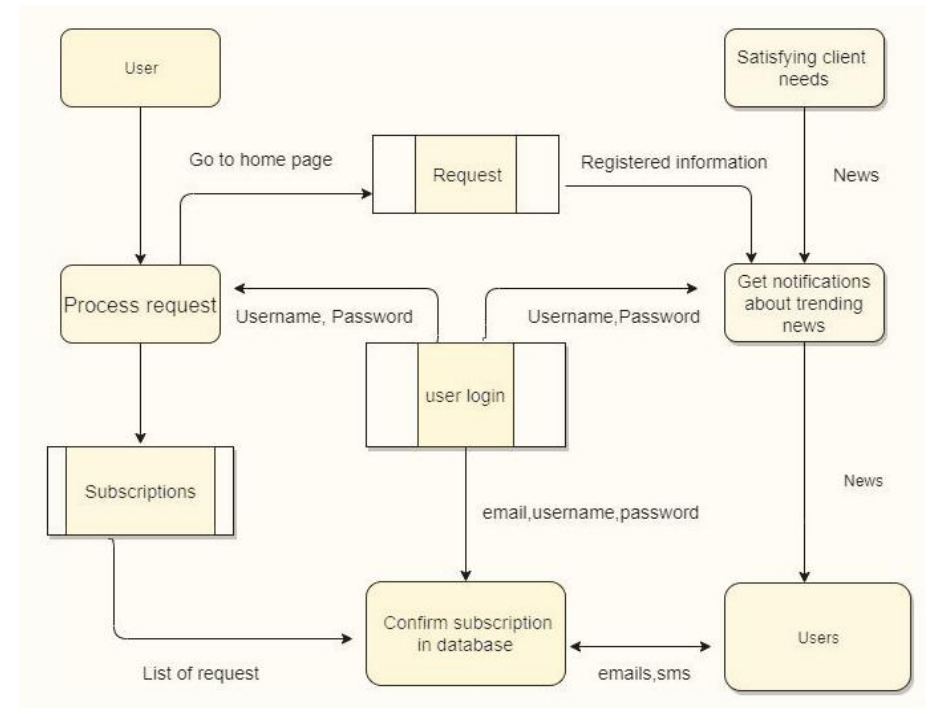 User
Satisfying client
needs
Go to home page
Request
Registered information
News
Process request
Username, Password
Username,Password
Get notifications
about trending
news
user login
Subscriptions
email,username,password
News
Confirm subscription
in database
Users
List of request
emails,sms